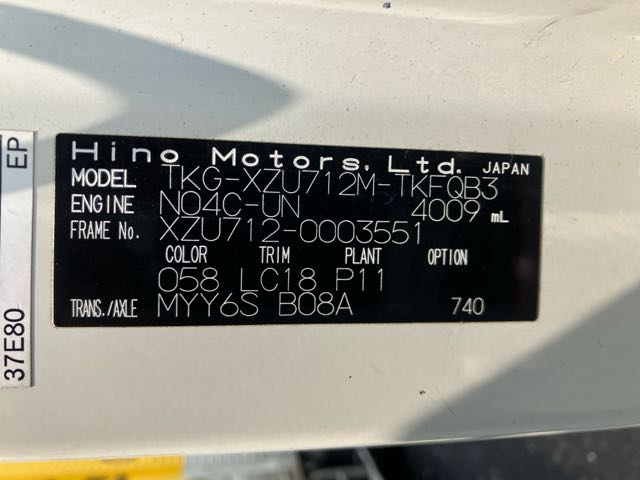 Hino Motors, Ltd. JAPAN
MODEL TKG-XZU712M-TKFQB3
ENGINE N04C-UN 4009 mL
FRAME No. XZU712-0003551
COLOR TRIM PLANT OPTION
058 LC18 P11
TRANS./AXLE MYY6S B08A 740
EP
37E80